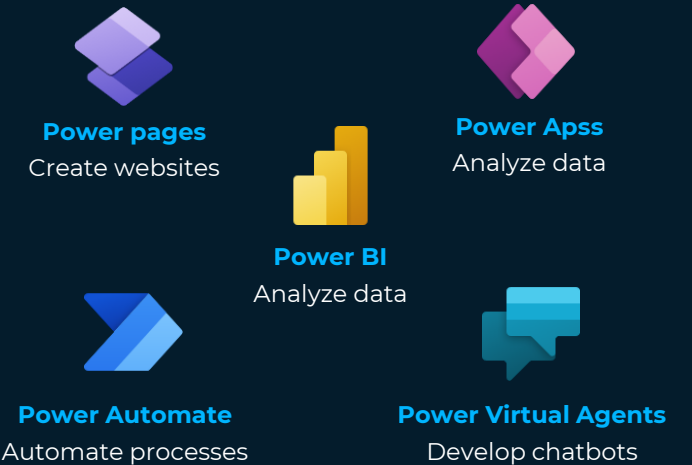 Power pages
Create websites
Power Apss
Analyze data
Power BI
Analyze data
Power Automate
Automate processes
Power Virtual Agents
Develop chatbots